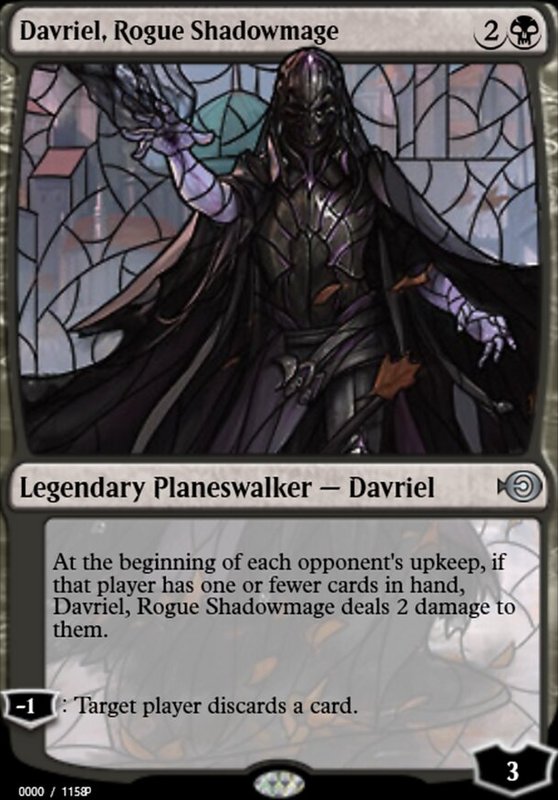 Davriel, Rogue Shadowmage 2
Legendary Planeswalker — Davriel
At the beginning of each opponent's upkeep, if
that player has one or fewer cards in hand,
Davriel, Rogue Shadowmage deals 2 damage to
them.
-1 : Target player discards a card.
3
0000 / 1158P